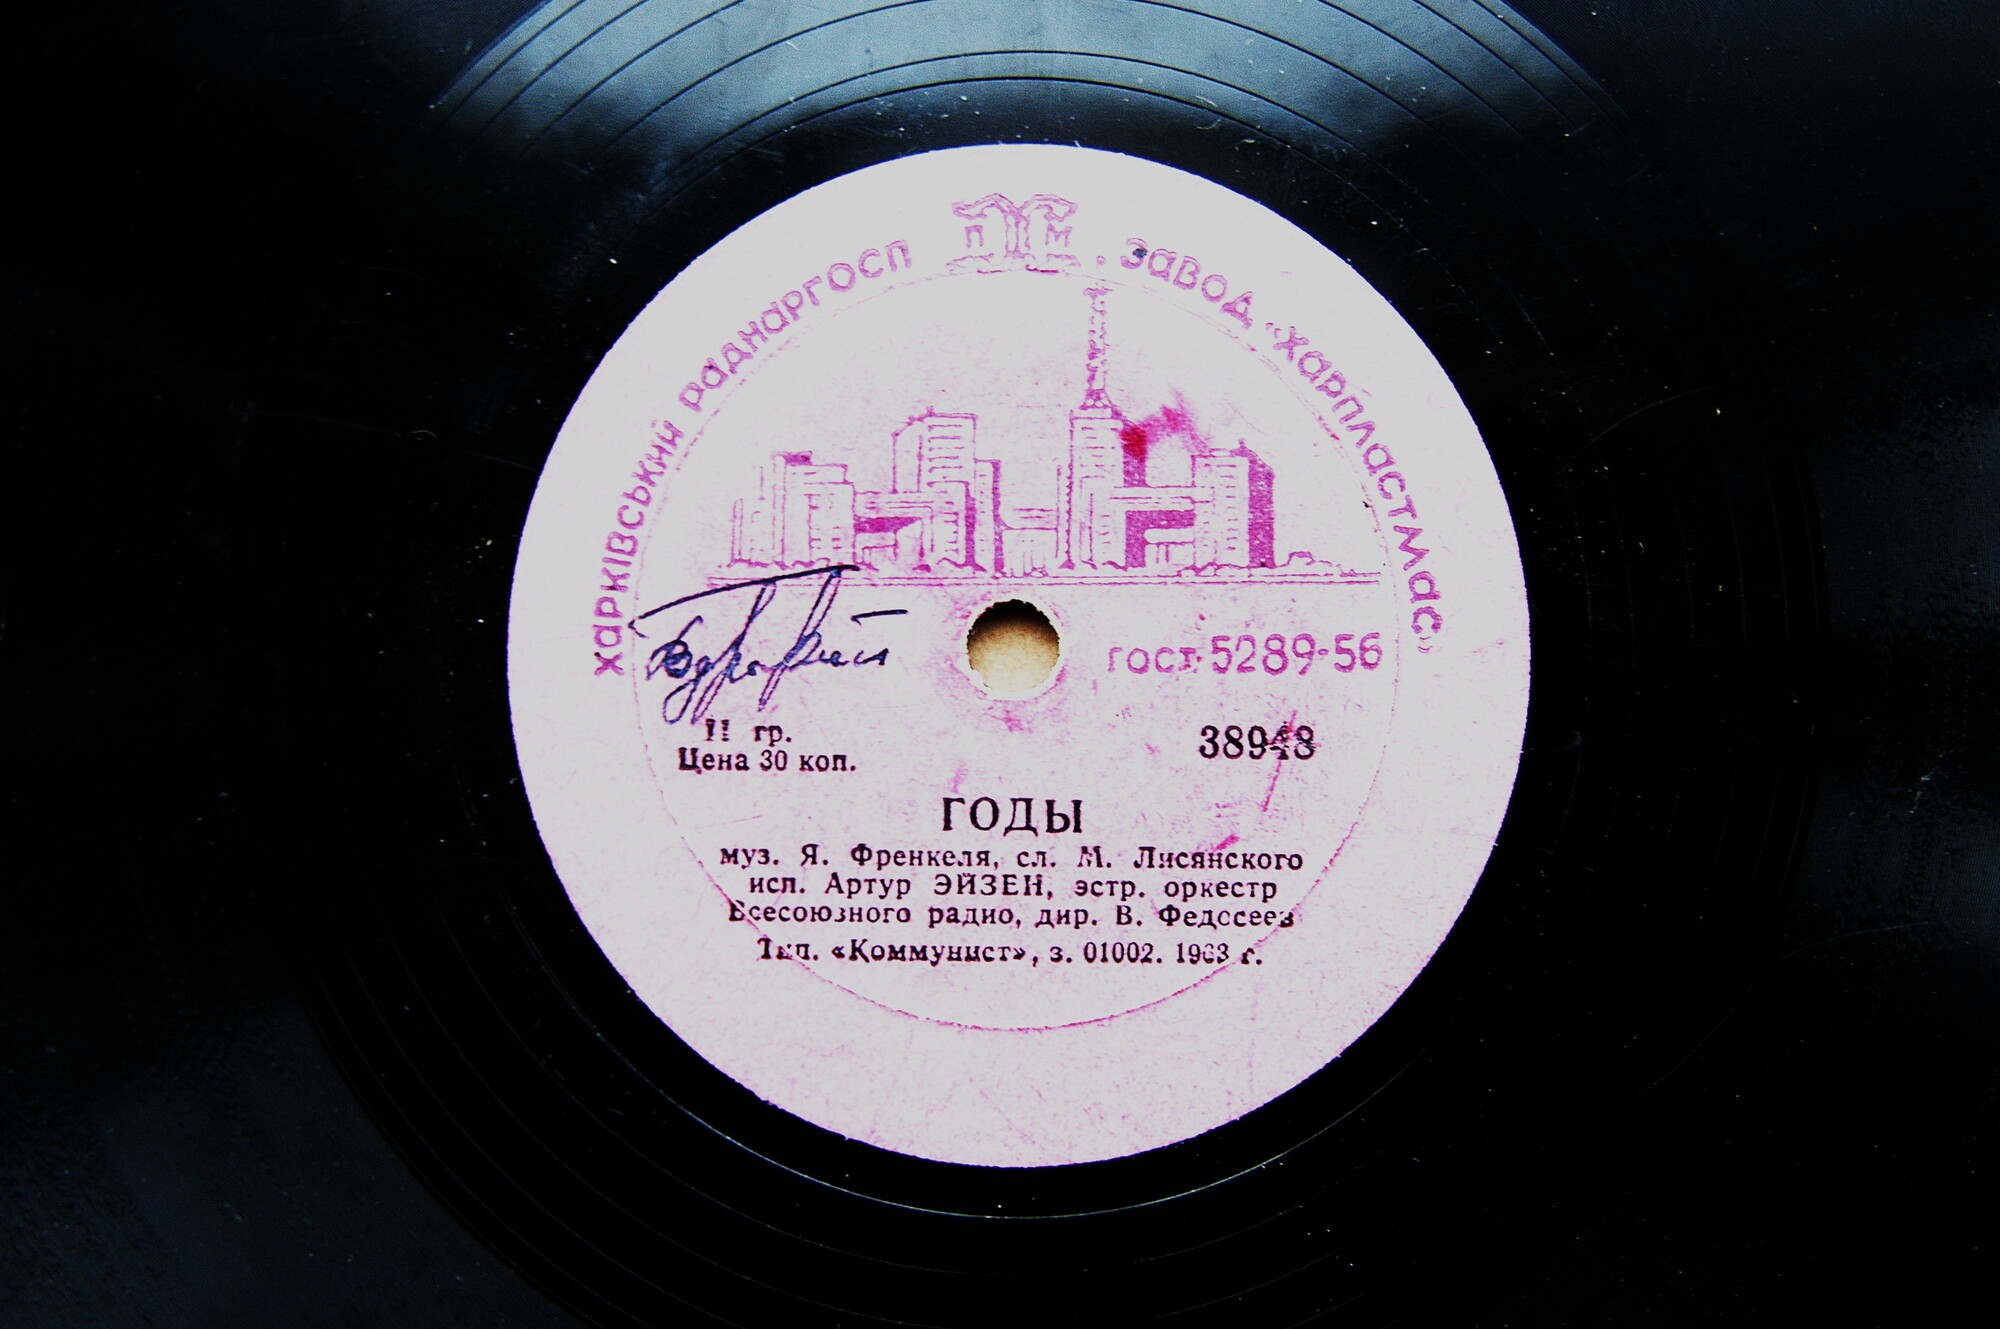 ХАРКІВСЬКИЙ РАДНАРГОСП
П М
ЗАВОД «ХАРПЛАСТМАС»
ГОСТ 5289-56
II гр.
Цена 30 коп.
38948
ГОДЫ
муз. Я. Френкеля, сл. М. Лисянского
исп. Артур ЭЙЗЕН, эстр. оркестр
Всесоюзного радио, дир. В. Федосеев
Тип. «Коммунист», з. 01002. 1963 г.